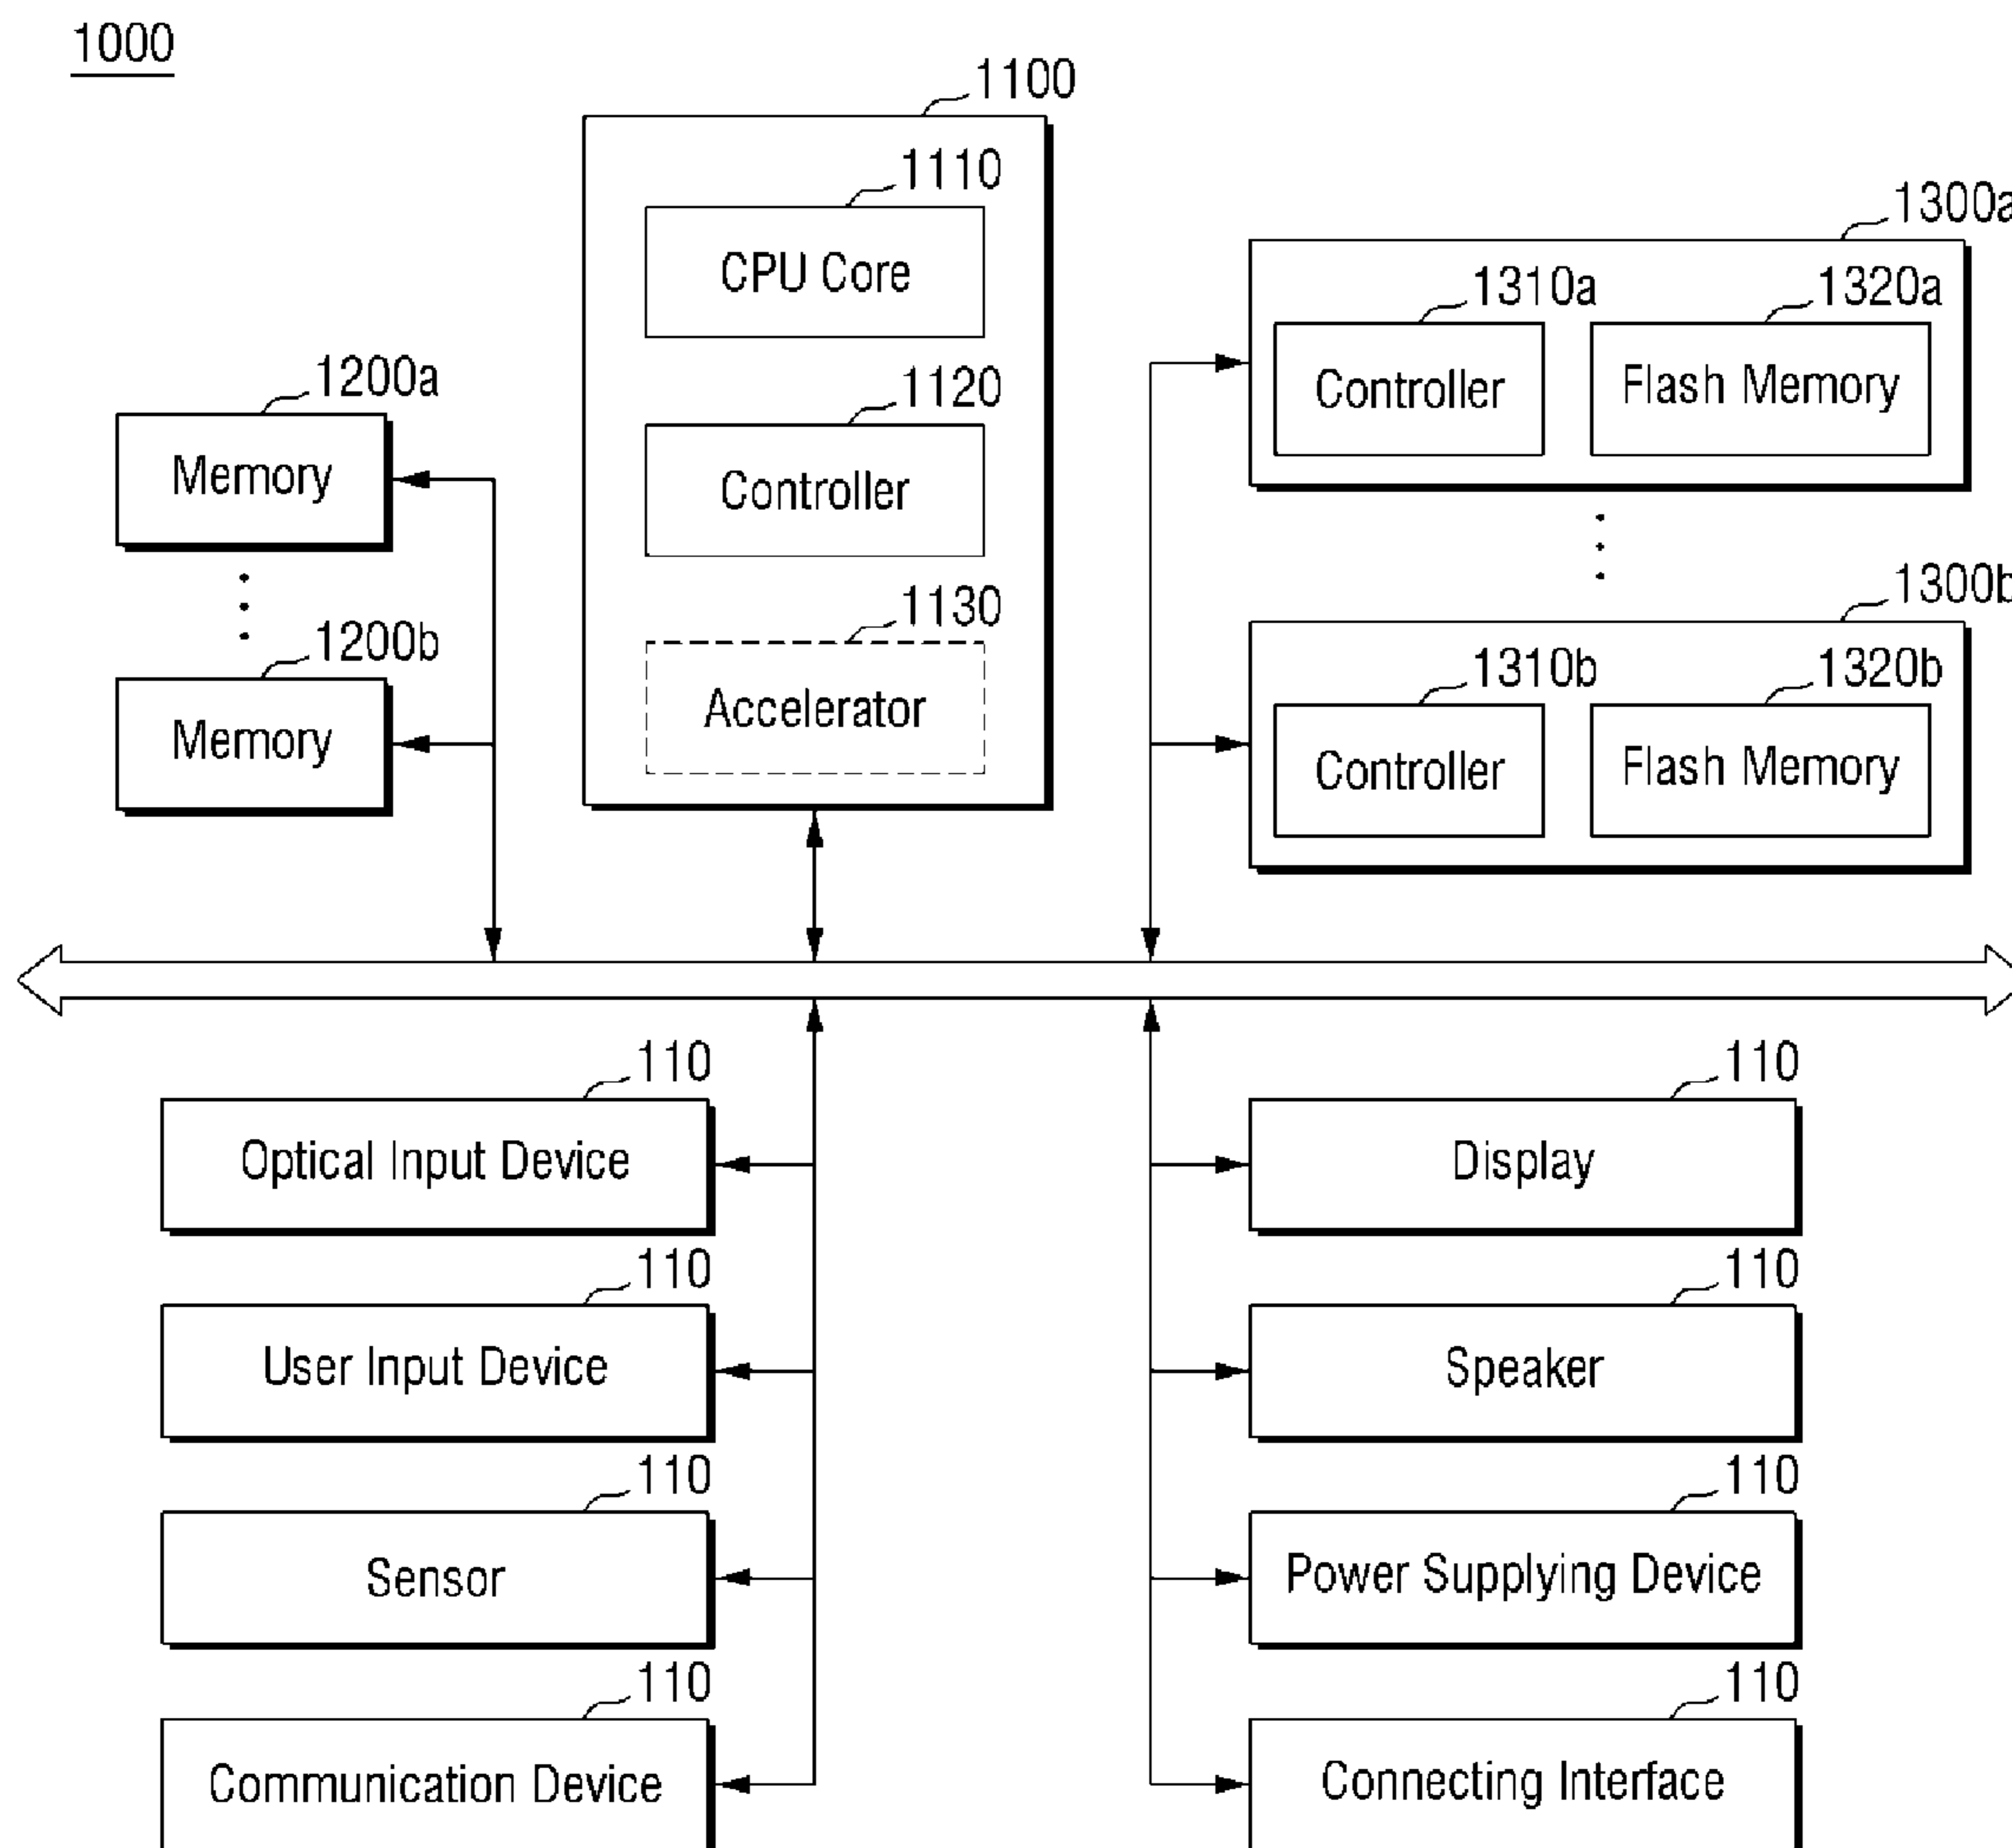 1000
1100
1110
CPU Core
1120
Controller
1130
Accelerator
1200a
Memory
1200b
Memory
1300a
1310a
Controller
1320a
Flash Memory
1300b
1310b
Controller
1320b
Flash Memory
110
Optical Input Device
110
User Input Device
110
Sensor
110
Communication Device
110
Display
110
Speaker
110
Power Supplying Device
110
Connecting Interface